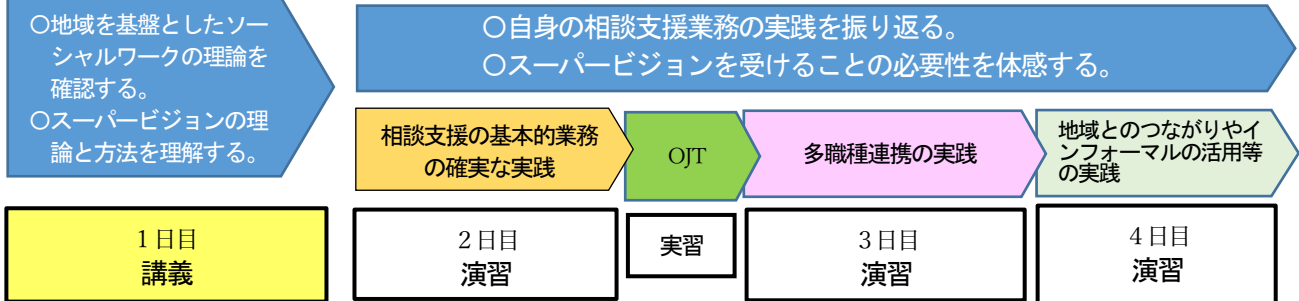 〇地域を基盤としたソー
シャルワークの理論を
確認する。
〇スーパービジョンの理
論と方法を理解する。
〇自身の相談支援業務の実践を振り返る。
〇スーパービジョンを受けることの必要性を体感する。
相談支援の基本的業務
の確実な実践
OJT
多職種連携の実践
地域とのつながりやイ
ンフォーマルの活用等
の実践
１日目
講義
２日目
演習
実習
３日目
演習
４日目
演習